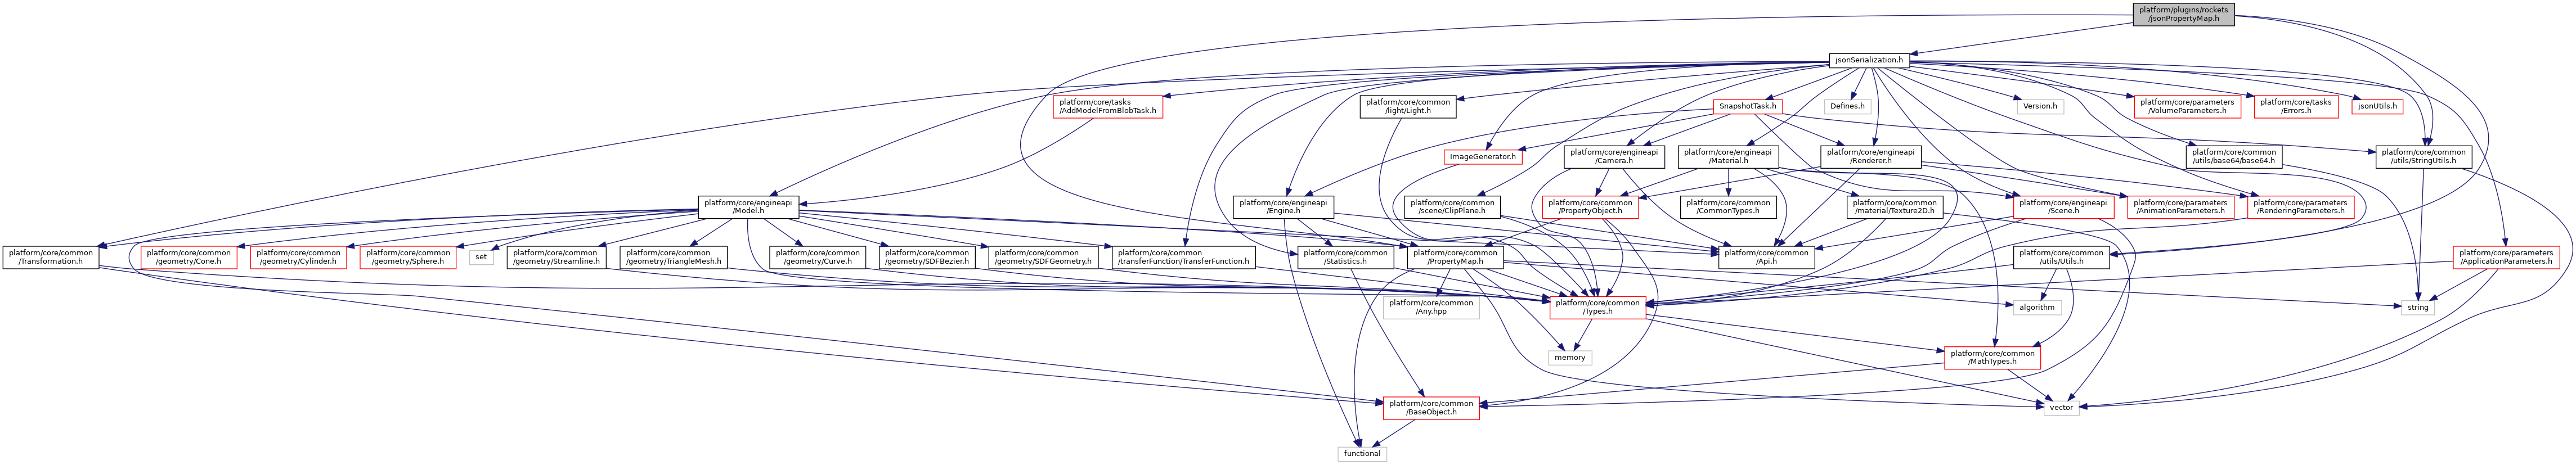 platform/plugins/rockets
/jsonPropertyMap.h
jsonSerialization.h
platform/core/tasks
/AddModelFromBlobTask.h
platform/core/common
/light/Light.h
SnapshotTask.h
Defines.h
Version.h
platform/core/parameters
/VolumeParameters.h
platform/core/tasks
/Errors.h
jsonUtils.h
ImageGenerator.h
platform/core/engineapi
/Camera.h
platform/core/engineapi
/Material.h
platform/core/engineapi
/Renderer.h
platform/core/common
/utils/base64/base64.h
platform/core/common
/utils/StringUtils.h
platform/core/engineapi
/Model.h
platform/core/engineapi
/Engine.h
platform/core/common
/scene/ClipPlane.h
platform/core/common
/PropertyObject.h
platform/core/common
/CommonTypes.h
platform/core/common
/material/Texture2D.h
platform/core/engineapi
/Scene.h
platform/core/parameters
/AnimationParameters.h
platform/core/parameters
/RenderingParameters.h
platform/core/common
/Transformation.h
platform/core/common
/geometry/Cone.h
platform/core/common
/geometry/Cylinder.h
platform/core/common
/geometry/Sphere.h
set
platform/core/common
/geometry/Streamline.h
platform/core/common
/geometry/TriangleMesh.h
platform/core/common
/geometry/Curve.h
platform/core/common
/geometry/SDFBezier.h
platform/core/common
/geometry/SDFGeometry.h
platform/core/common
/transferFunction/TransferFunction.h
platform/core/common
/Statistics.h
platform/core/common
/PropertyMap.h
platform/core/common
/Api.h
platform/core/common
/utils/Utils.h
platform/core/parameters
/ApplicationParameters.h
platform/core/common
/Any.hpp
platform/core/common
/Types.h
algorithm
string
memory
platform/core/common
/MathTypes.h
platform/core/common
/BaseObject.h
vector
functional